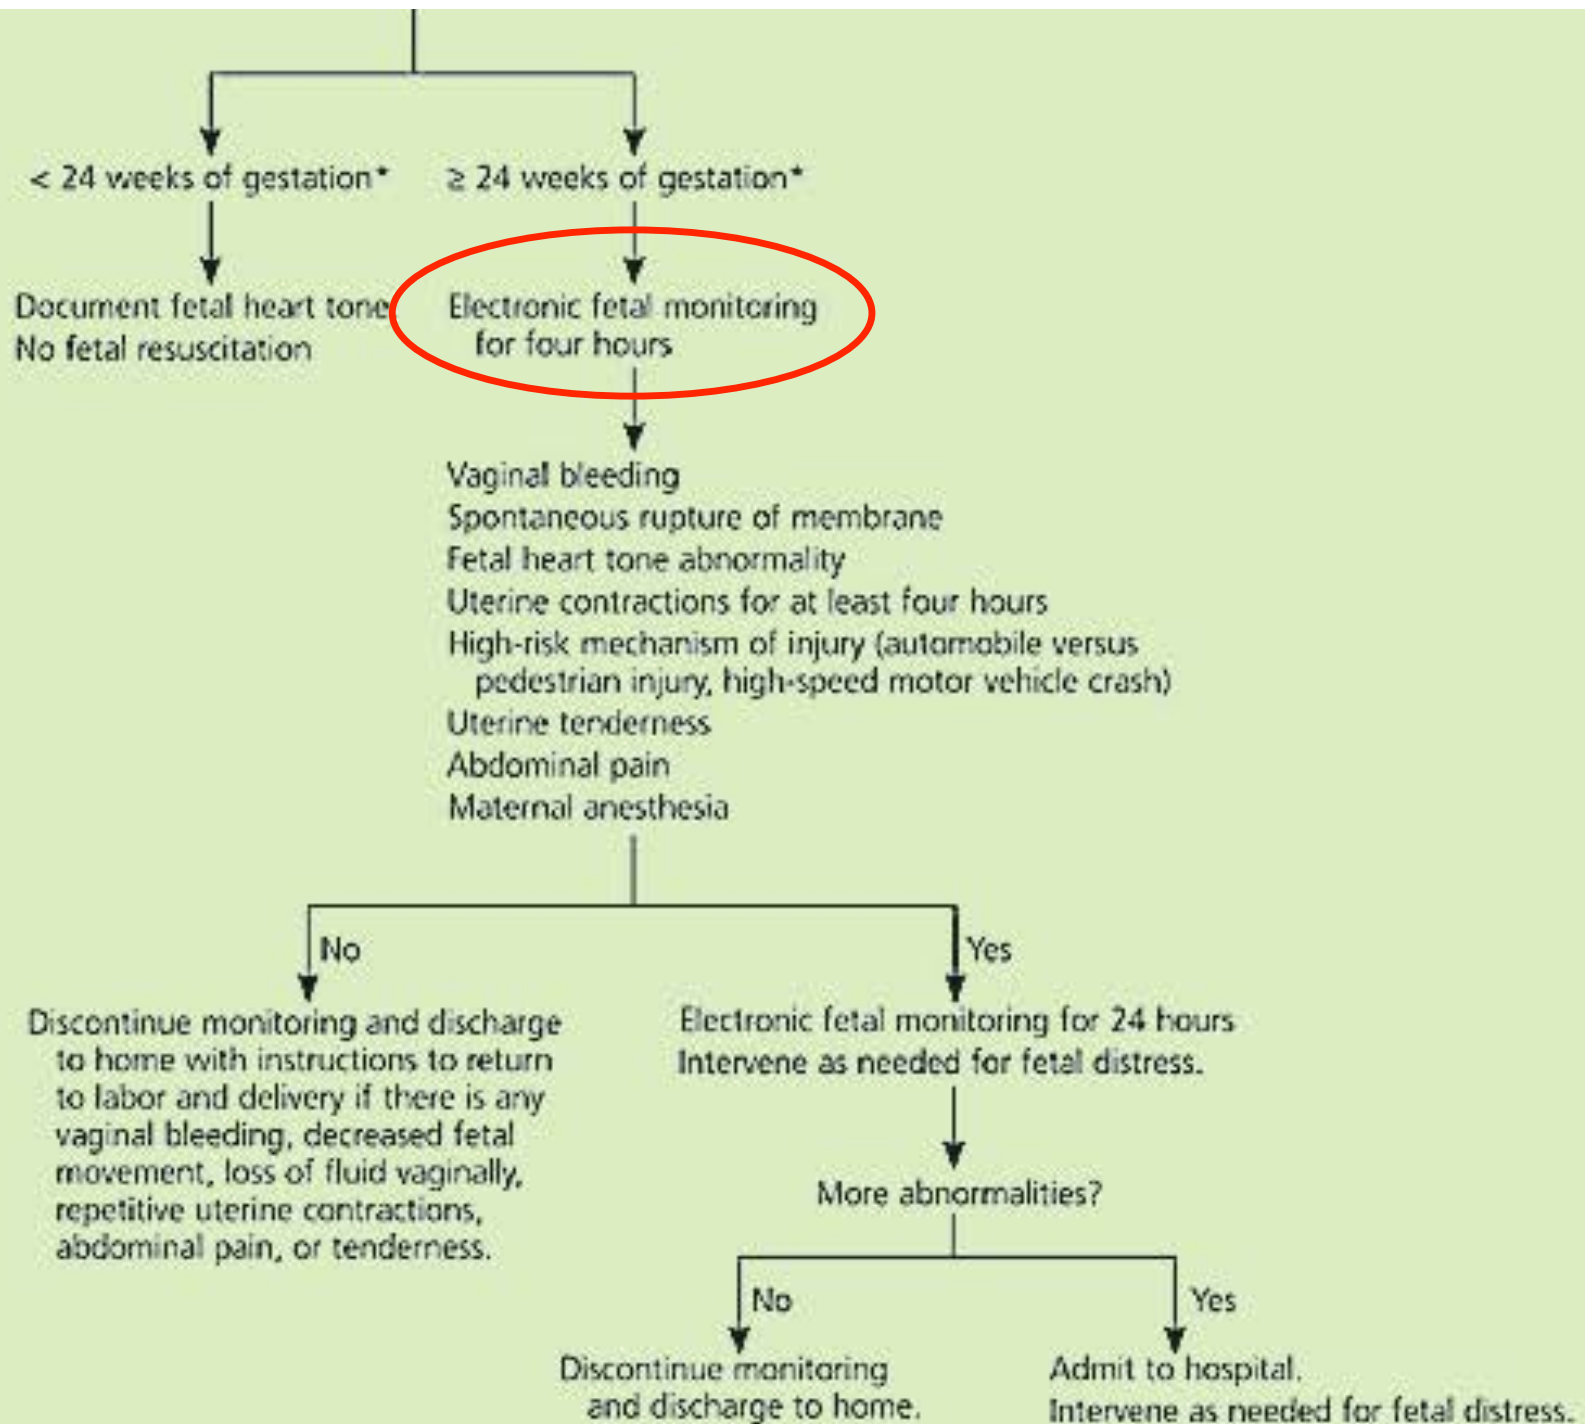 < 24 weeks of gestation*
≥ 24 weeks of gestation*
Document fetal heart tone
No fetal resuscitation
Electronic fetal monitoring
for four hours
Vaginal bleeding
Spontaneous rupture of membrane
Fetal heart tone abnormality
Uterine contractions for at least four hours
High-risk mechanism of injury (automobile versus
pedestrian injury, high-speed motor vehicle crash)
Uterine tenderness
Abdominal pain
Maternal anesthesia
No
Yes
Discontinue monitoring and discharge
to home with instructions to return
to labor and delivery if there is any
vaginal bleeding, decreased fetal
movement, loss of fluid vaginally,
repetitive uterine contractions,
abdominal pain, or tenderness.
Electronic fetal monitoring for 24 hours
Intervene as needed for fetal distress.
More abnormalities?
No
Yes
Discontinue monitoring
and discharge to home.
Admit to hospital.
Intervene as needed for fetal distress.